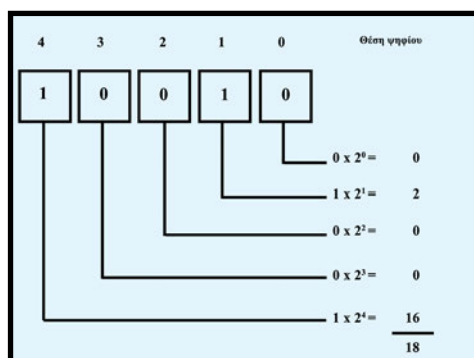 4 3 2 1 0 Θέση ψηφίου
1 0 0 1 0
0 x 2⁰ = 0
1 x 2¹ = 2
0 x 2² = 0
0 x 2³ = 0
1 x 2⁴ = 16
18